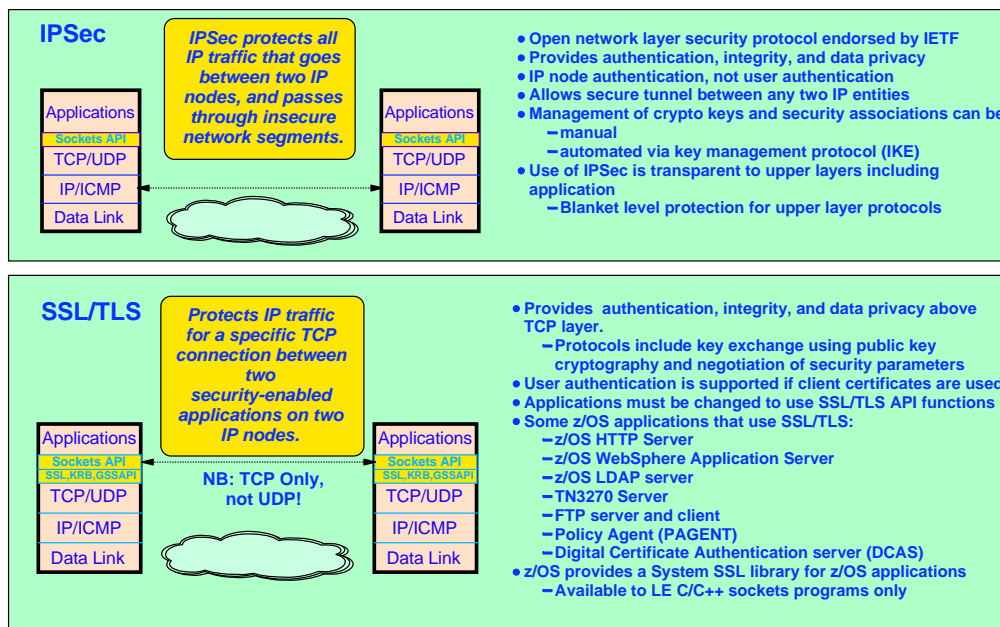 IPSec
IPSec protects all
IP traffic that goes
between two IP
nodes, and passes
through insecure
network segments.
Applications
Sockets API
TCP/UDP
IP/ICMP
Data Link
Applications
Sockets API
TCP/UDP
IP/ICMP
Data Link
• Open network layer security protocol endorsed by IETF
• Provides authentication, integrity, and data privacy
• IP node authentication, not user authentication
• Allows secure tunnel between any two IP entities
• Management of crypto keys and security associations can be
– manual
– automated via key management protocol (IKE)
• Use of IPSec is transparent to upper layers including
application
– Blanket level protection for upper layer protocols
SSL/TLS
Protects IP traffic
for a specific TCP
connection between
two
security-enabled
applications on two
IP nodes.
Applications
Sockets API
SSL,KRB,GSSAPI
TCP/UDP
IP/ICMP
Data Link
NB: TCP Only,
not UDP!
Applications
Sockets API
SSL,KRB,GSSAPI
TCP/UDP
IP/ICMP
Data Link
• Provides authentication, integrity, and data privacy above
TCP layer.
– Protocols include key exchange using public key
cryptography and negotiation of security parameters
• User authentication is supported if client certificates are used
• Applications must be changed to use SSL/TLS API functions
• Some z/OS applications that use SSL/TLS:
– z/OS HTTP Server
– z/OS WebSphere Application Server
– z/OS LDAP server
– TN3270 Server
– FTP server and client
– Policy Agent (PAGENT)
– Digital Certificate Authentication server (DCAS)
• z/OS provides a System SSL library for z/OS applications
– Available to LE C/C++ sockets programs only